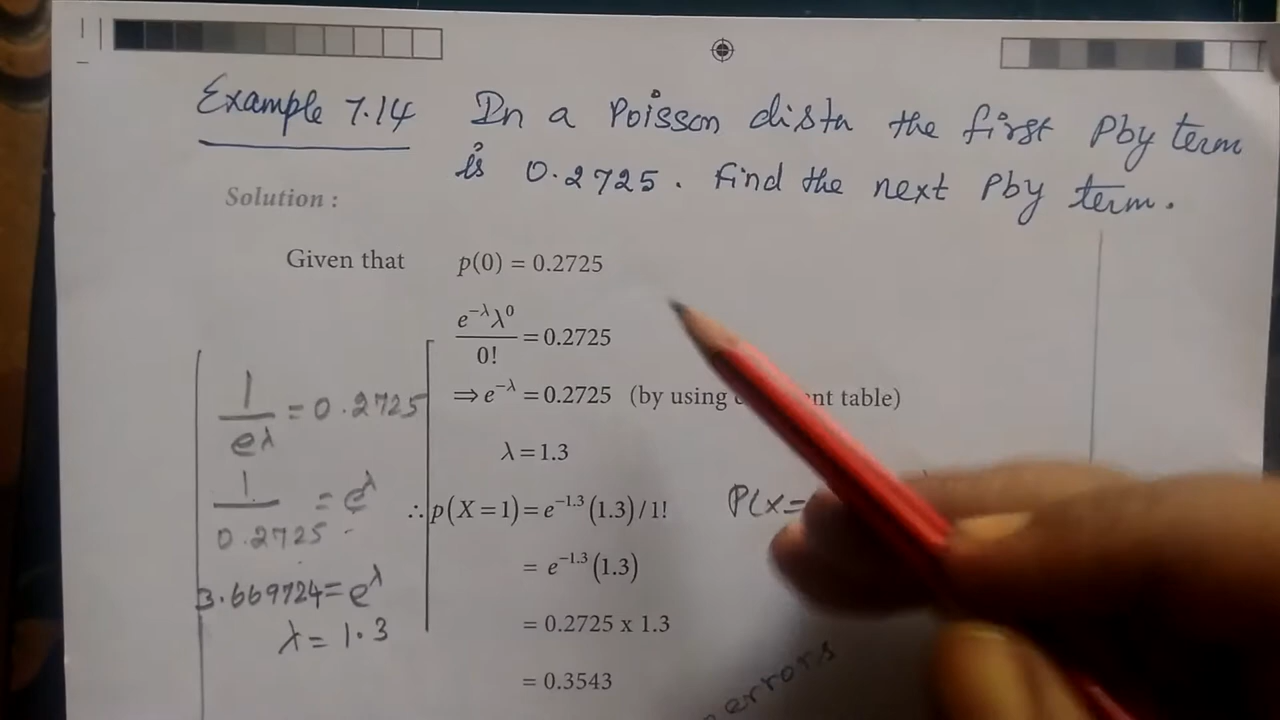 Example 7.14 In a Poisson distn the first Pby term
is 0.2725. Find the next Pby term.
Solution :
Given that p(0) = 0.2725
e^{-λ}λ^0 / 0! = 0.2725
⇒ e^{-λ} = 0.2725 (by using nt table)
λ = 1.3
∴ p(X = 1) = e^{-1.3}(1.3) / 1!
= e^{-1.3}(1.3)
= 0.2725 x 1.3
= 0.3543
1 / e^λ = 0.2725
1 / 0.2725 = e^λ
3.669724 = e^λ
λ = 1.3
P(X=
errors